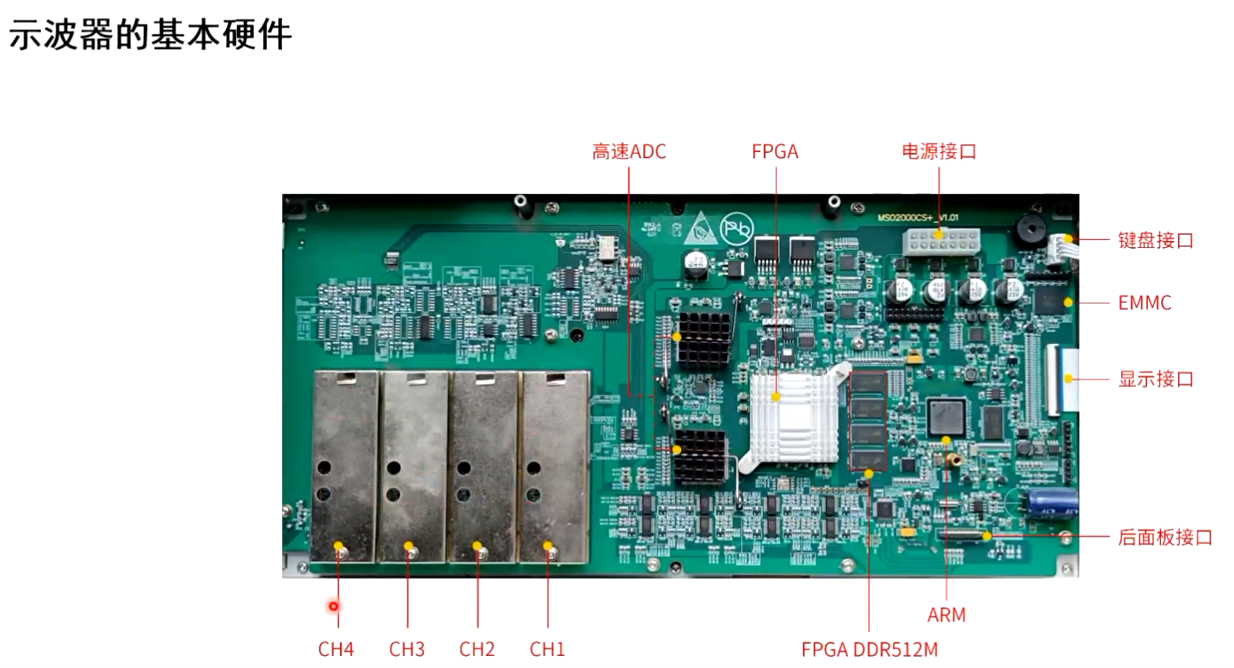 示波器的基本硬件
高速ADC
FPGA
电源接口
MSO2000CS+_V1.01
Pb
键盘接口
EMMC
显示接口
后面板接口
ARM
CH4
CH3
CH2
CH1
FPGA DDR512M